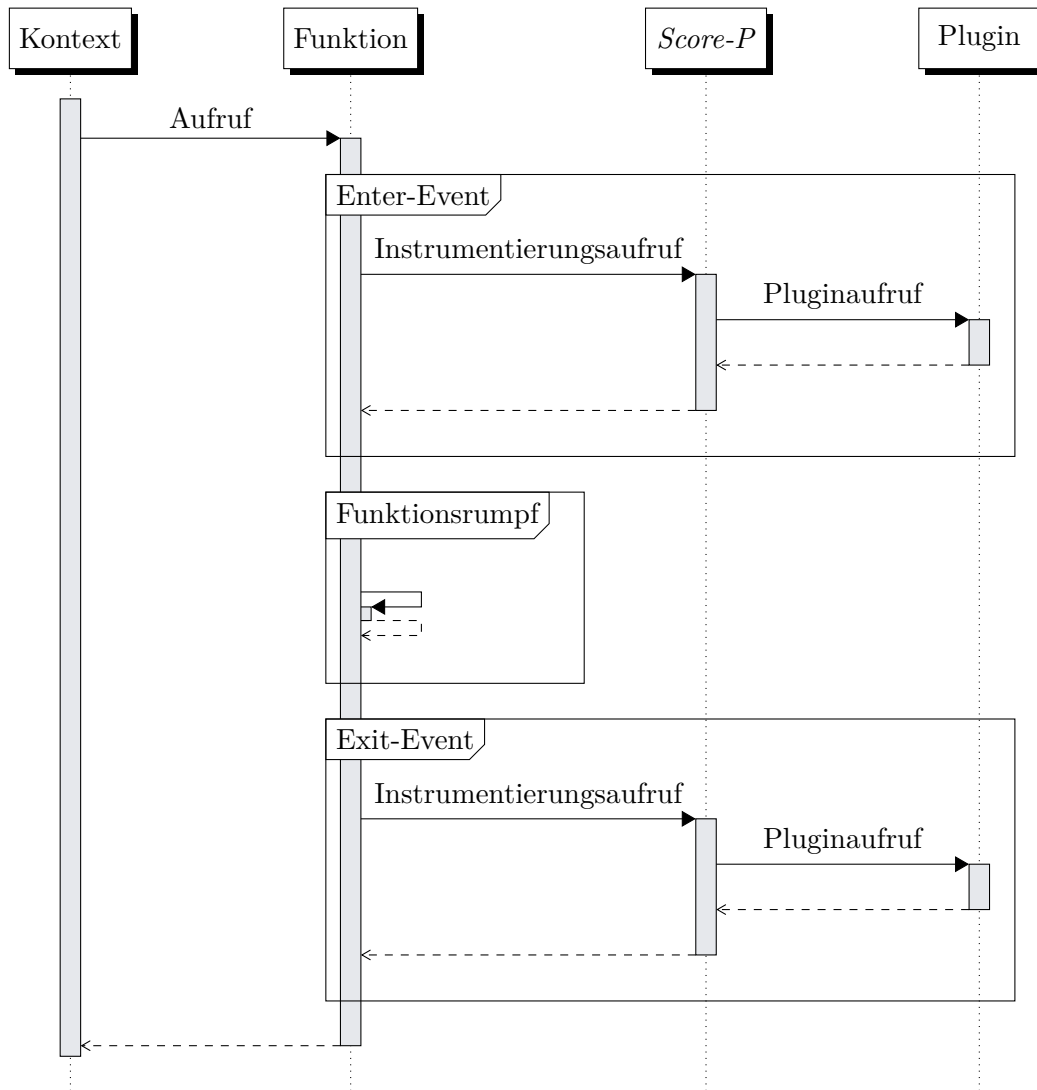 Kontext
Funktion
Score-P
Plugin
Aufruf
Enter-Event
Instrumentierungsaufruf
Pluginaufruf
Funktionsrumpf
Exit-Event
Instrumentierungsaufruf
Pluginaufruf